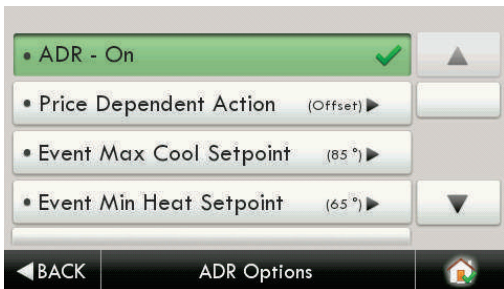 • ADR - On
• Price Dependent Action (Offset)
• Event Max Cool Setpoint (85 °)
• Event Min Heat Setpoint (65 °)
BACK ADR Options